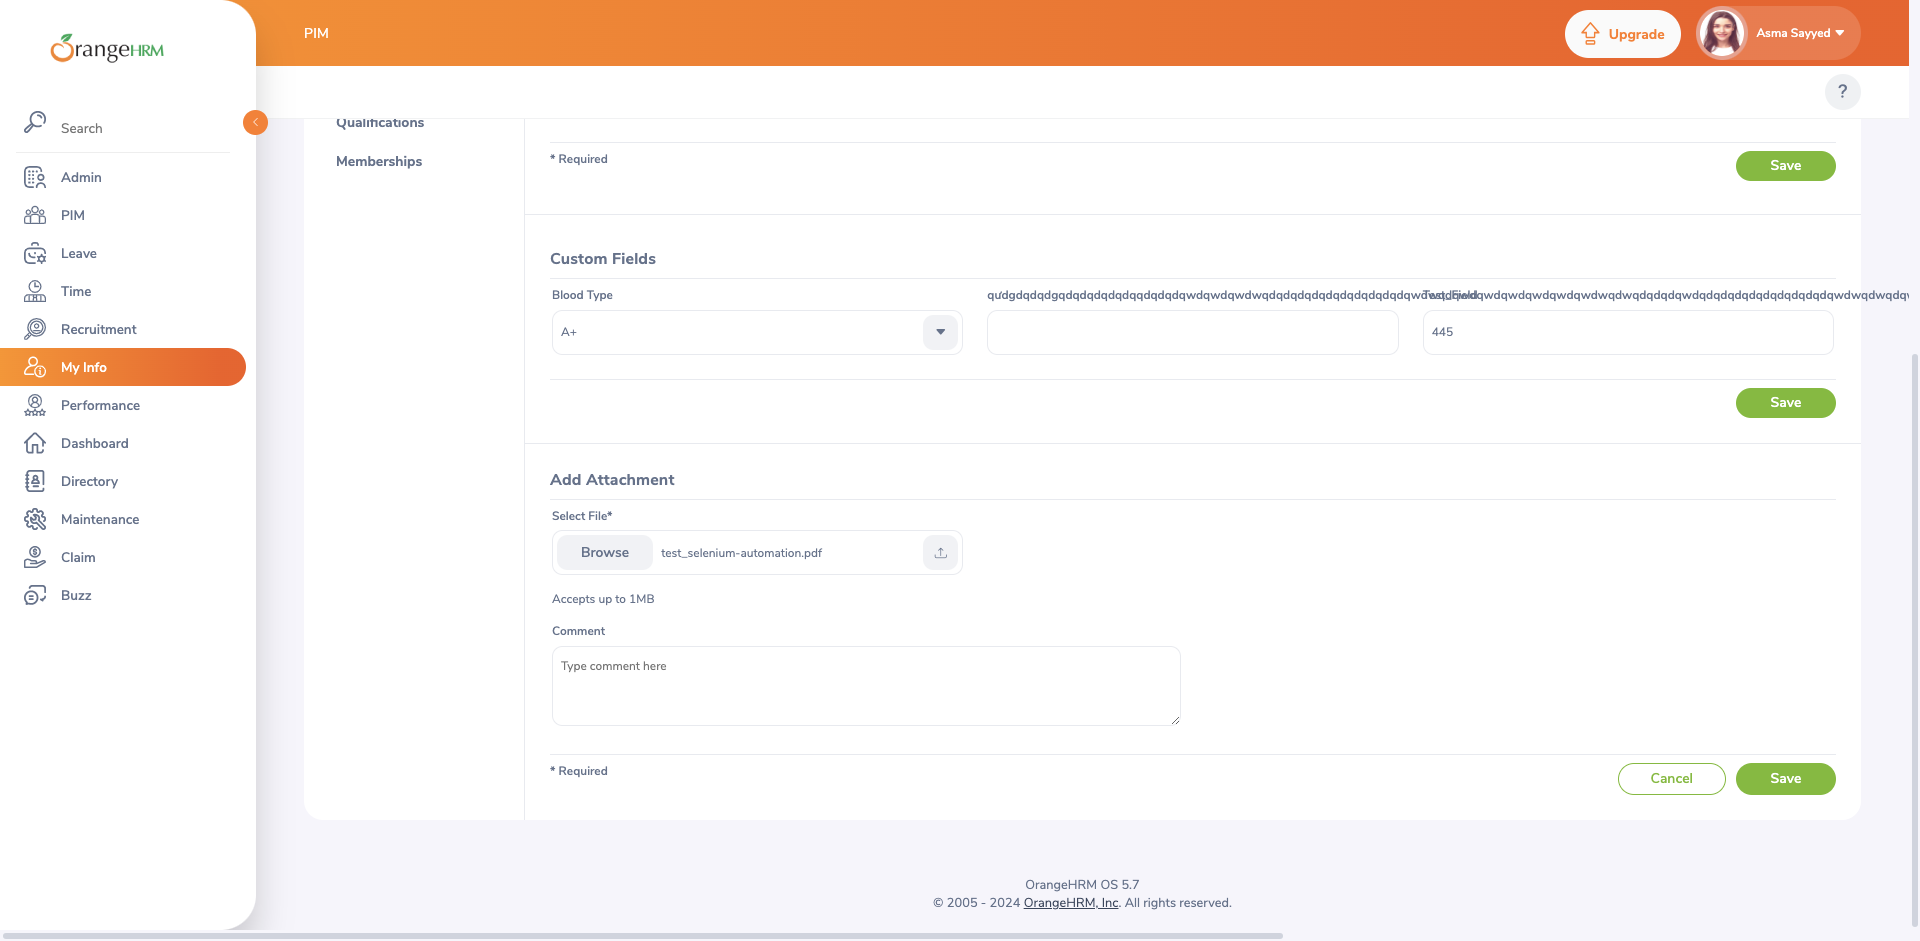 OrangeHRM
PIM
Upgrade
Asma Sayyed
?
Search
Admin
PIM
Leave
Time
Recruitment
My Info
Performance
Dashboard
Directory
Maintenance
Claim
Buzz
Qualifications
Memberships
* Required
Save
Custom Fields
Blood Type
Test_Field
A+
445
Save
Add Attachment
Select File*
Browse
test_selenium-automation.pdf
Accepts up to 1MB
Comment
Type comment here
* Required
Cancel
Save
OrangeHRM OS 5.7
© 2005 - 2024 OrangeHRM, Inc. All rights reserved.